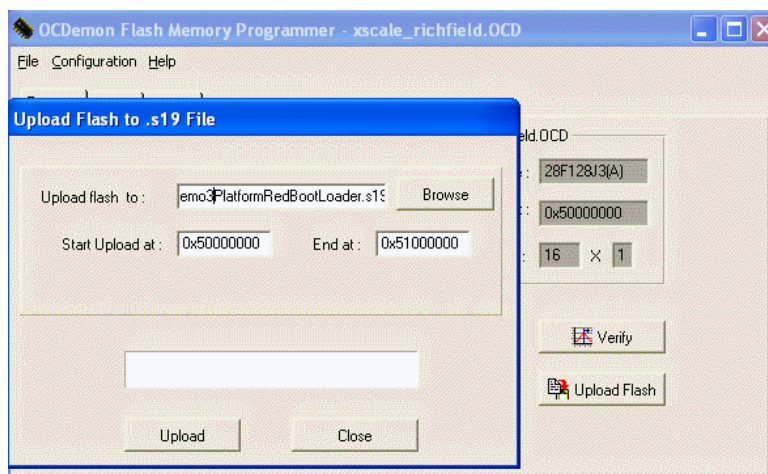 OCDemon Flash Memory Programmer - xscale_richfield.OCD
File Configuration Help
Upload Flash to .s19 File
Upload flash to :
emo3PlatformRedBootLoader.s19
Browse
Start Upload at :
0x50000000
End at :
0x51000000
Upload
Close
eld.OCD
28F128J3(A)
0x50000000
16 X 1
Verify
Upload Flash